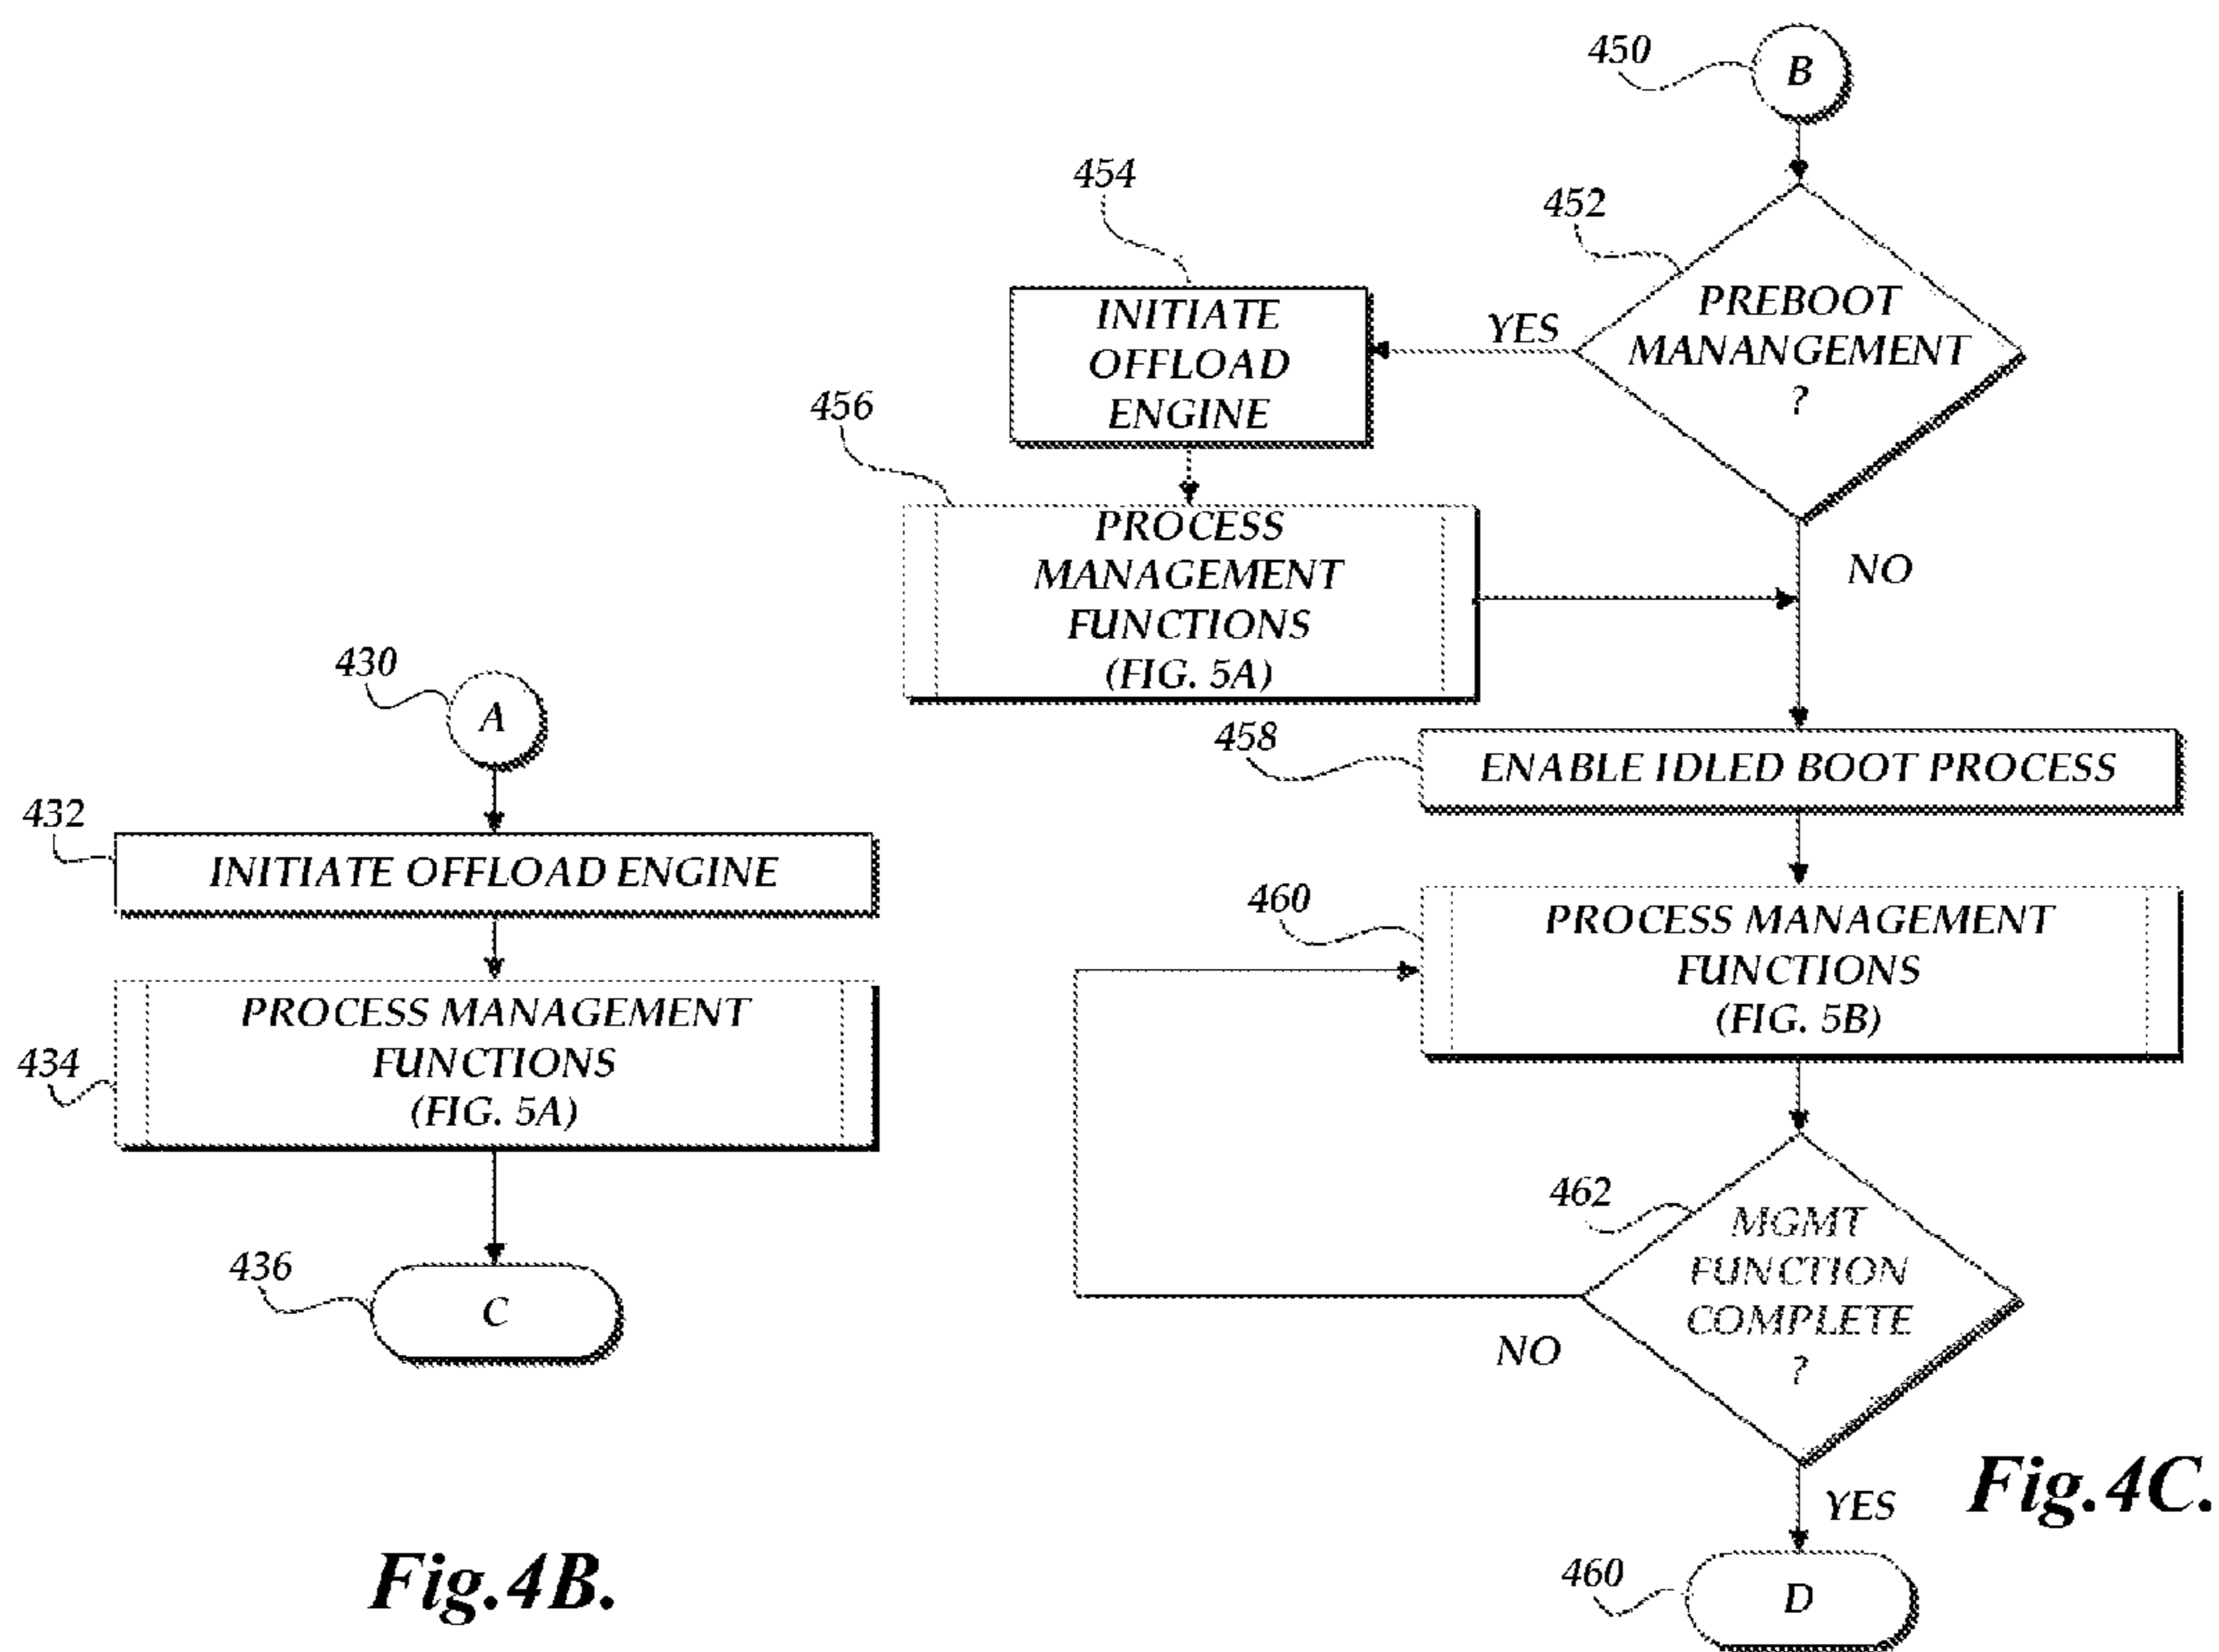 430
A
432
INITIATE OFFLOAD ENGINE
434
PROCESS MANAGEMENT
FUNCTIONS
(FIG. 5A)
436
C
Fig.4B.
450
B
452
PREBOOT
MANANGEMENT
?
YES
NO
454
INITIATE
OFFLOAD
ENGINE
456
PROCESS
MANAGEMENT
FUNCTIONS
(FIG. 5A)
458
ENABLE IDLED BOOT PROCESS
460
PROCESS MANAGEMENT
FUNCTIONS
(FIG. 5B)
462
MGMT
FUNCTION
COMPLETE
?
NO
YES
460
D
Fig.4C.